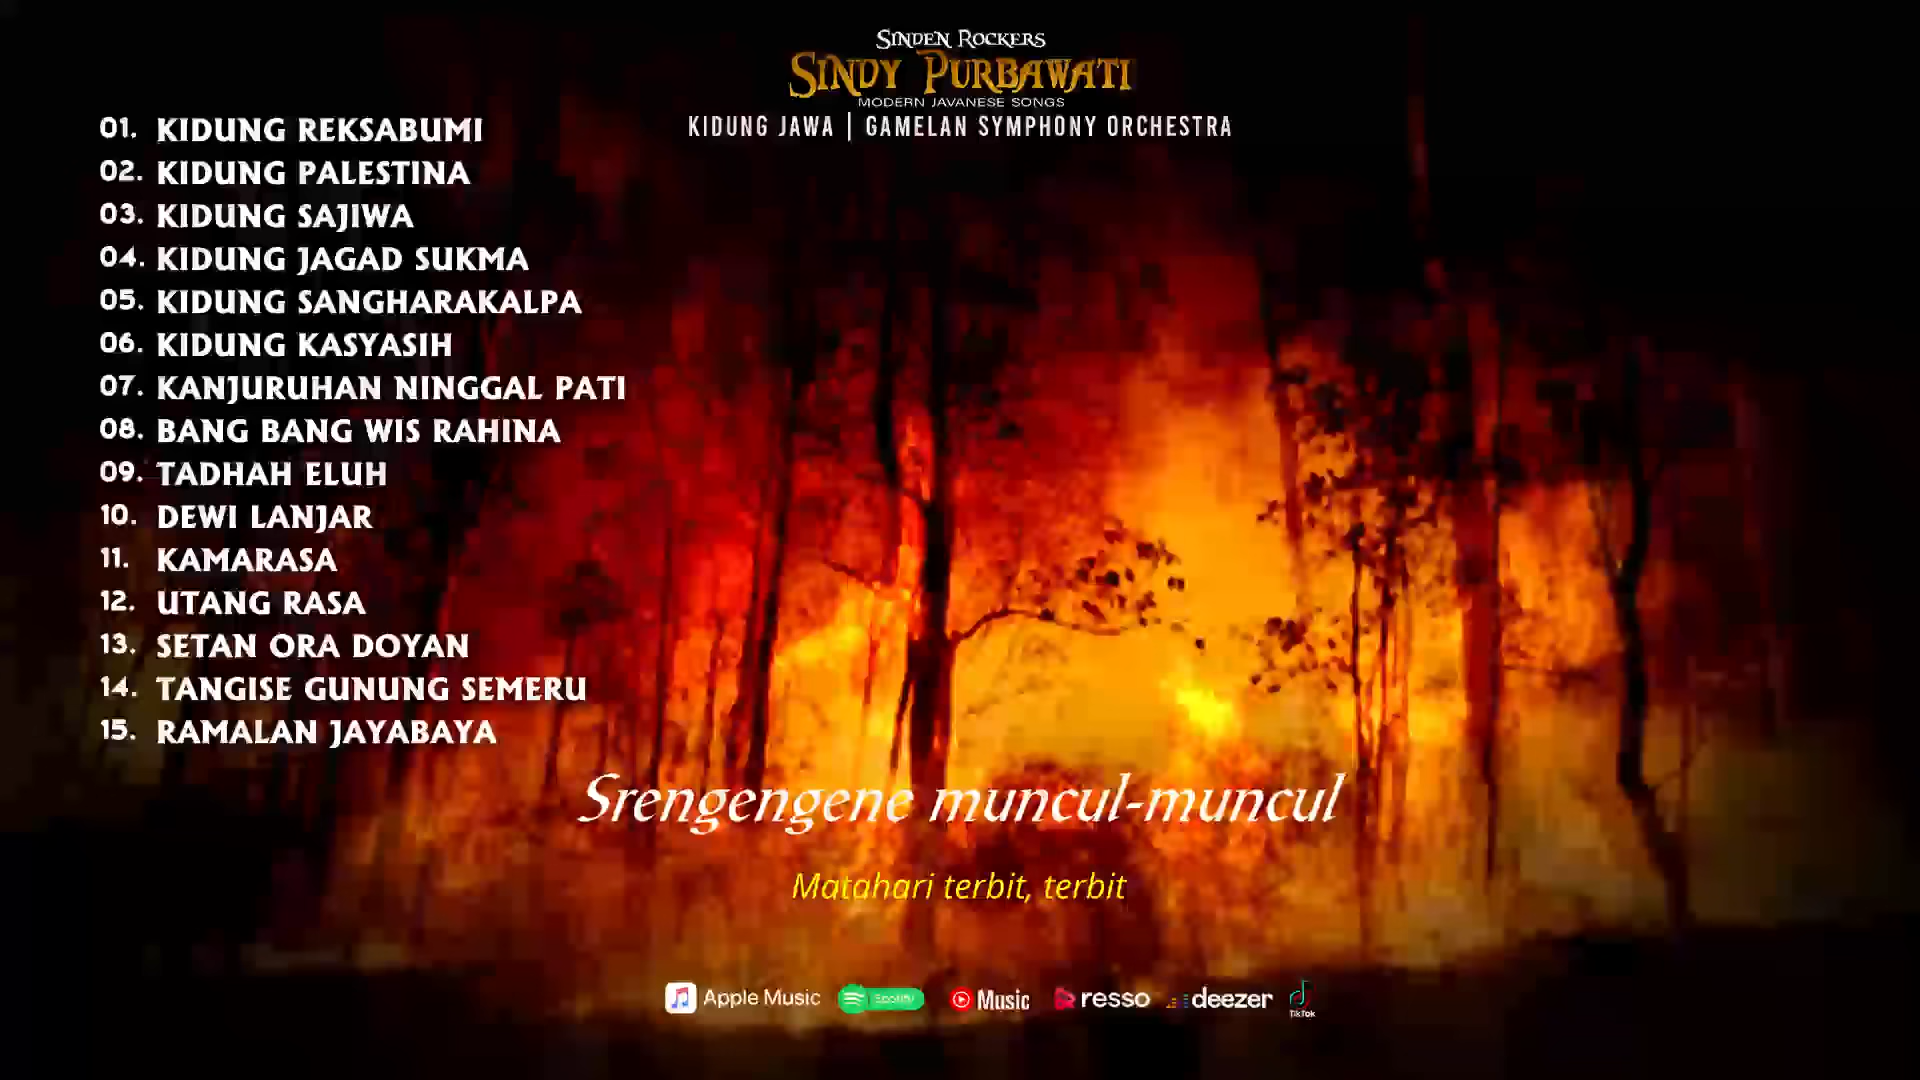 SINDEN ROCKERS
SINDY PURBAWATI
MODERN JAVANESE SONGS
KIDUNG JAWA | GAMELAN SYMPHONY ORCHESTRA
01. KIDUNG REKSABUMI
02. KIDUNG PALESTINA
03. KIDUNG SAJIWA
04. KIDUNG JAGAD SUKMA
05. KIDUNG SANGHARAKALPA
06. KIDUNG KASYASIH
07. KANJURUHAN NINGGAL PATI
08. BANG BANG WIS RAHINA
09. TADHAH ELUH
10. DEWI LANJAR
11. KAMARASA
12. UTANG RASA
13. SETAN ORA DOYAN
14. TANGISE GUNUNG SEMERU
15. RAMALAN JAYABAYA
Srengengene muncul-muncul
Matahari terbit, terbit
Apple Music Spotify Music resso deezer TikTok